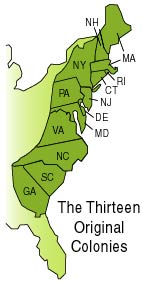 NH
NY
MA
RI
CT
PA
NJ
DE
MD
VA
NC
SC
GA
The Thirteen
Original
Colonies